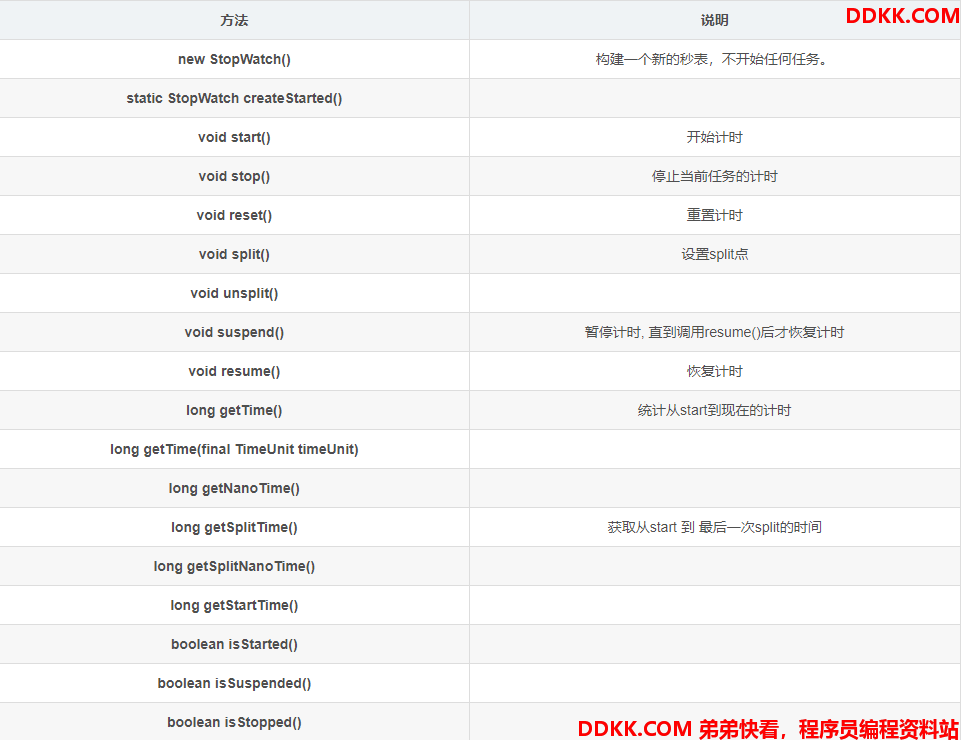 方法 说明 DDKK.COM
new StopWatch() 构建一个新的秒表，不开始任何任务。
static StopWatch createStarted()
void start() 开始计时
void stop() 停止当前任务的计时
void reset() 重置计时
void split() 设置split点
void unsplit()
void suspend() 暂停计时, 直到调用resume()后才恢复计时
void resume() 恢复计时
long getTime() 统计从start到现在的计时
long getTime(final TimeUnit timeUnit)
long getNanoTime()
long getSplitTime() 获取从start 到 最后一次split的时间
long getSplitNanoTime()
long getStartTime()
boolean isStarted()
boolean isSuspended()
boolean isStopped()
DDKK.COM 弟弟快看，程序员编程资料站